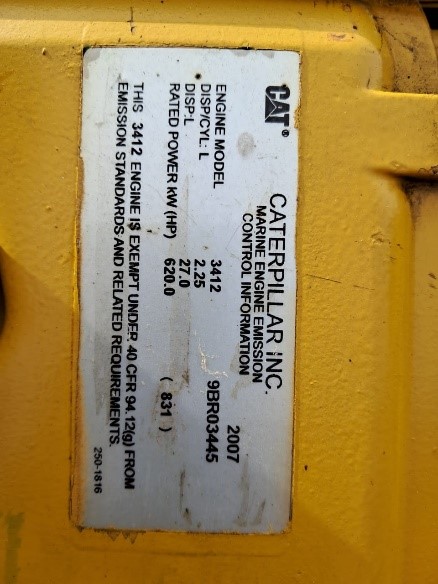 CAT®
CATERPILLAR INC.
MARINE ENGINE EMISSION
CONTROL INFORMATION
2007
ENGINE MODEL 3412 9BR03445
DISP/CYL: L 2.25
DISP:L 27.0
RATED POWER kW (HP) 620.0 ( 831 )
THIS 3412 ENGINE IS EXEMPT UNDER 40 CFR 94.12(g) FROM
EMISSION STANDARDS AND RELATED REQUIREMENTS.
250-1816